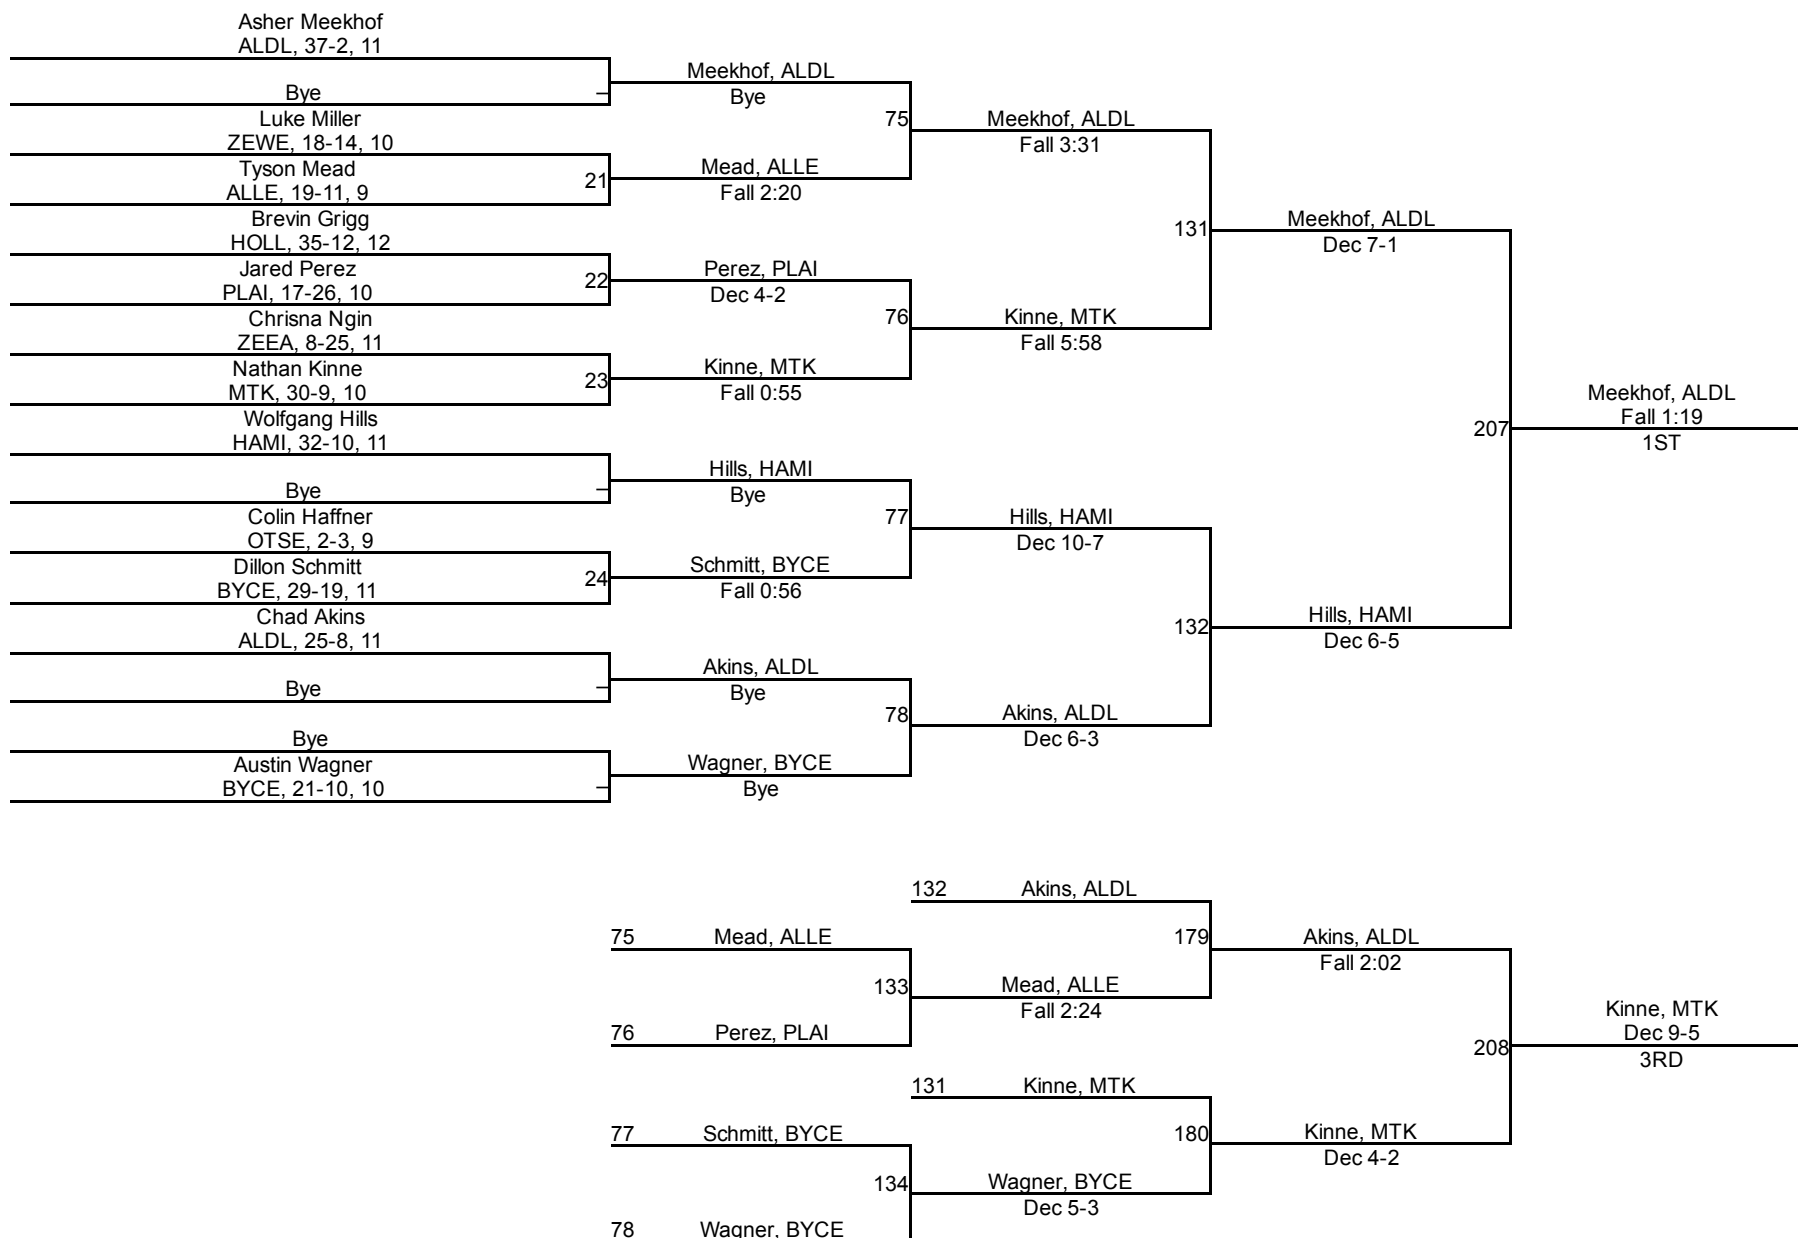 Asher Meekhof
ALDL, 37-2, 11
Bye
Luke Miller
ZEWE, 18-14, 10
Tyson Mead
ALLE, 19-11, 9
21
Brevin Grigg
HOLL, 35-12, 12
Jared Perez
PLAI, 17-26, 10
22
Chrisna Ngin
ZEEA, 8-25, 11
Nathan Kinne
MTK, 30-9, 10
23
Wolfgang Hills
HAMI, 32-10, 11
Bye
Colin Haffner
OTSE, 2-3, 9
Dillon Schmitt
BYCE, 29-19, 11
24
Chad Akins
ALDL, 25-8, 11
Bye
Bye
Austin Wagner
BYCE, 21-10, 10
Meekhof, ALDL
Bye
75
Mead, ALLE
Fall 2:20
Perez, PLAI
Dec 4-2
76
Kinne, MTK
Fall 0:55
Hills, HAMI
Bye
77
Schmitt, BYCE
Fall 0:56
Akins, ALDL
Bye
78
Wagner, BYCE
Bye
Meekhof, ALDL
Fall 3:31
131
Kinne, MTK
Fall 5:58
Hills, HAMI
Dec 10-7
132
Akins, ALDL
Dec 6-3
Meekhof, ALDL
Dec 7-1
207
Hills, HAMI
Dec 6-5
Meekhof, ALDL
Fall 1:19
1ST
132 Akins, ALDL
75 Mead, ALLE
179
133
Mead, ALLE
Fall 2:24
76 Perez, PLAI
131 Kinne, MTK
77 Schmitt, BYCE
180
134
Wagner, BYCE
Dec 5-3
78 Wagner, BYCE
Akins, ALDL
Fall 2:02
208
Kinne, MTK
Dec 4-2
Kinne, MTK
Dec 9-5
3RD